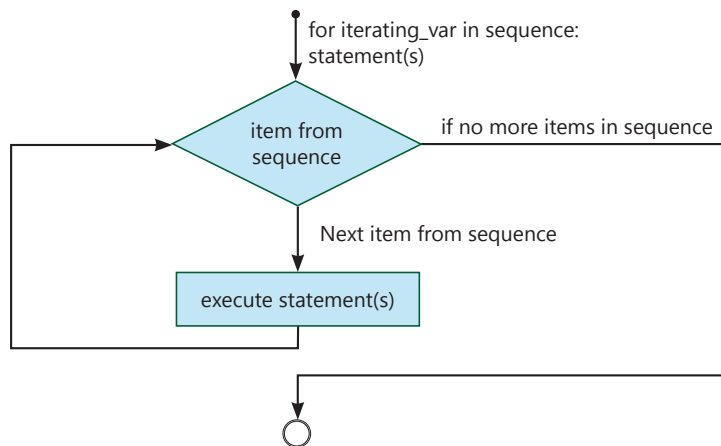 for iterating_var in sequence:
statement(s)
item from
sequence
if no more items in sequence
Next item from sequence
execute statement(s)